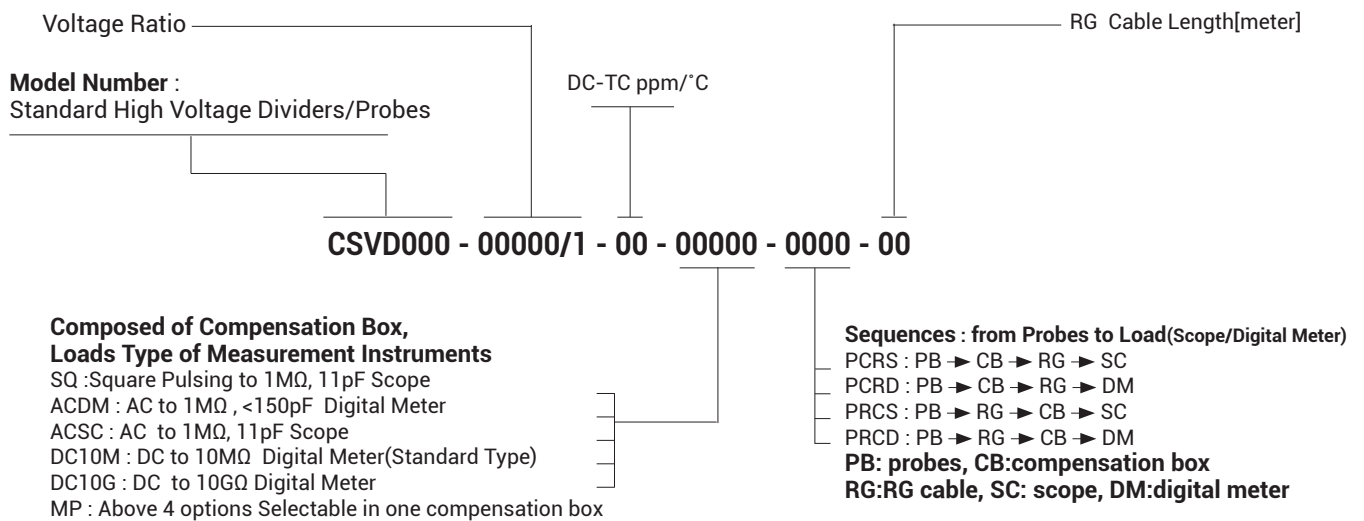 Voltage Ratio
RG Cable Length[meter]
Model Number :
Standard High Voltage Dividers/Probes
DC-TC ppm/˚C
CSVD000 - 00000/1 - 00 - 00000 - 0000 - 00
Composed of Compensation Box,
Loads Type of Measurement Instruments
SQ :Square Pulsing to 1MΩ, 11pF Scope
ACDM : AC to 1MΩ , <150pF Digital Meter
ACSC : AC to 1MΩ, 11pF Scope
DC10M : DC to 10MΩ Digital Meter(Standard Type)
DC10G : DC to 10GΩ Digital Meter
MP : Above 4 options Selectable in one compensation box
Sequences : from Probes to Load(Scope/Digital Meter)
PCRS : PB → CB → RG → SC
PCRD : PB → CB → RG → DM
PRCS : PB → RG → CB → SC
PRCD : PB → RG → CB → DM
PB: probes, CB:compensation box
RG:RG cable, SC: scope, DM:digital meter